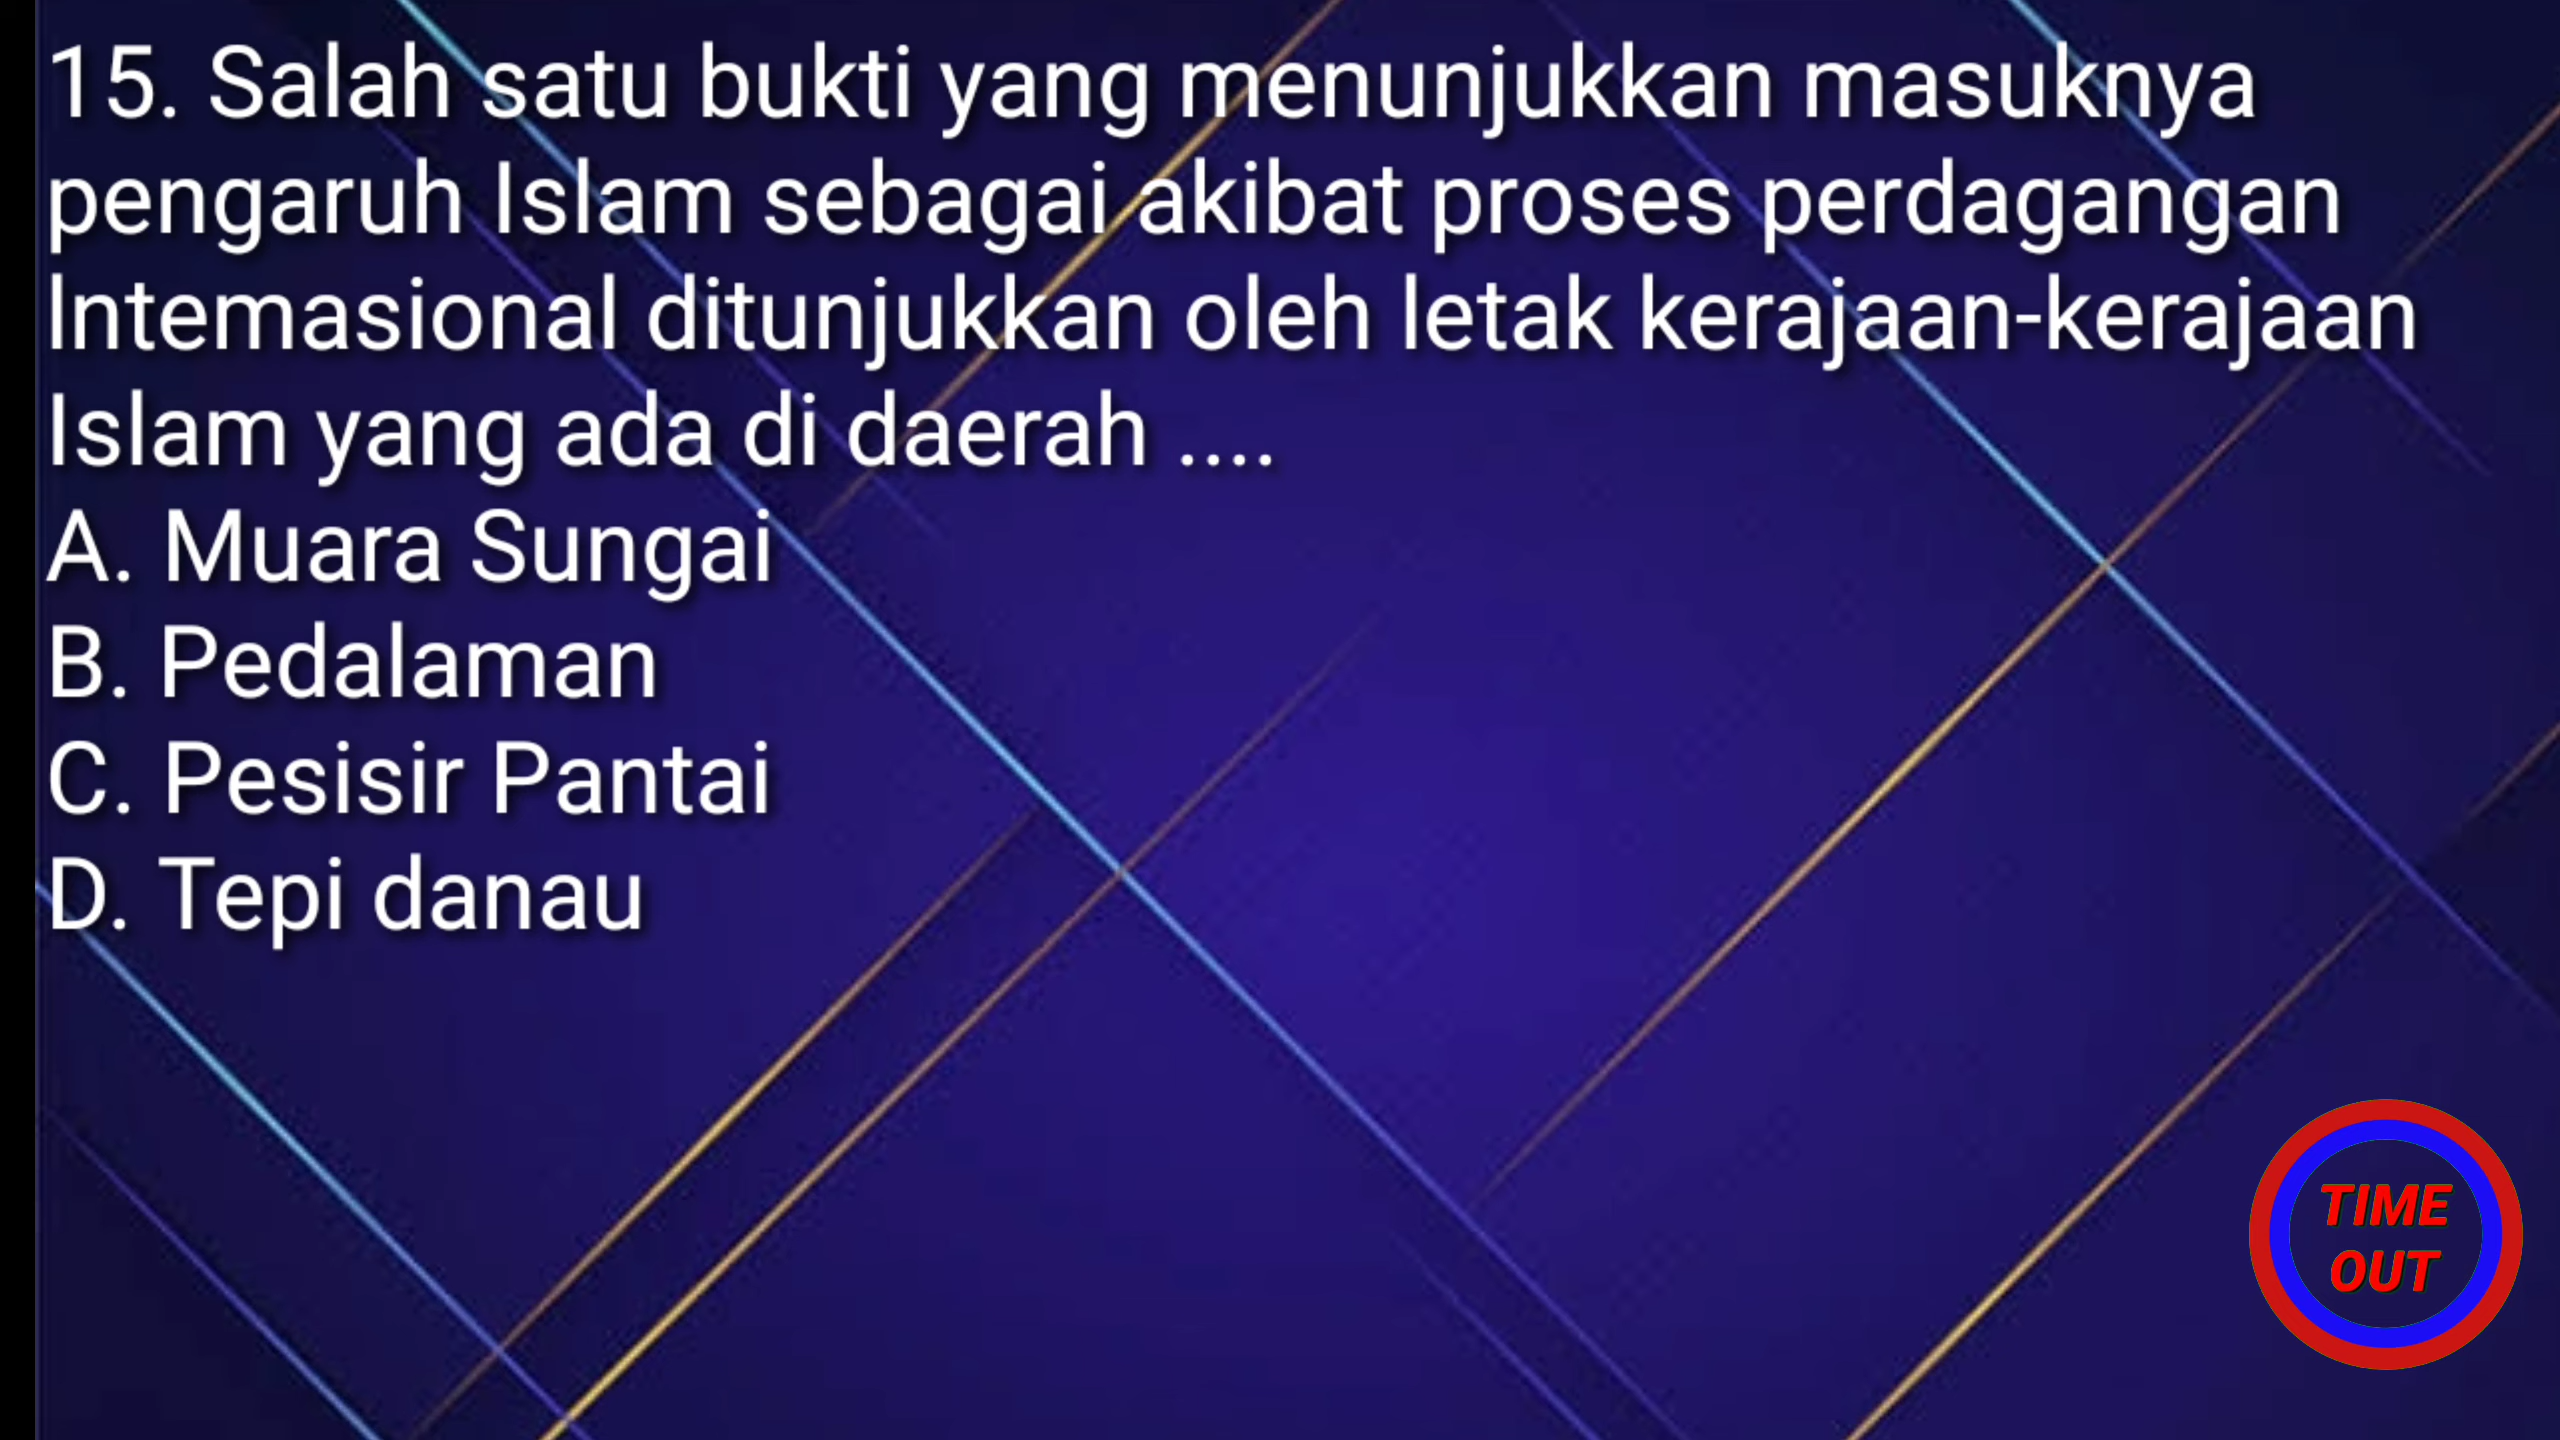 15. Salah satu bukti yang menunjukkan masuknya
pengaruh Islam sebagai akibat proses perdagangan
lntemasional ditunjukkan oleh letak kerajaan-kerajaan
Islam yang ada di daerah ....
A. Muara Sungai
B. Pedalaman
C. Pesisir Pantai
D. Tepi danau
TIME
OUT